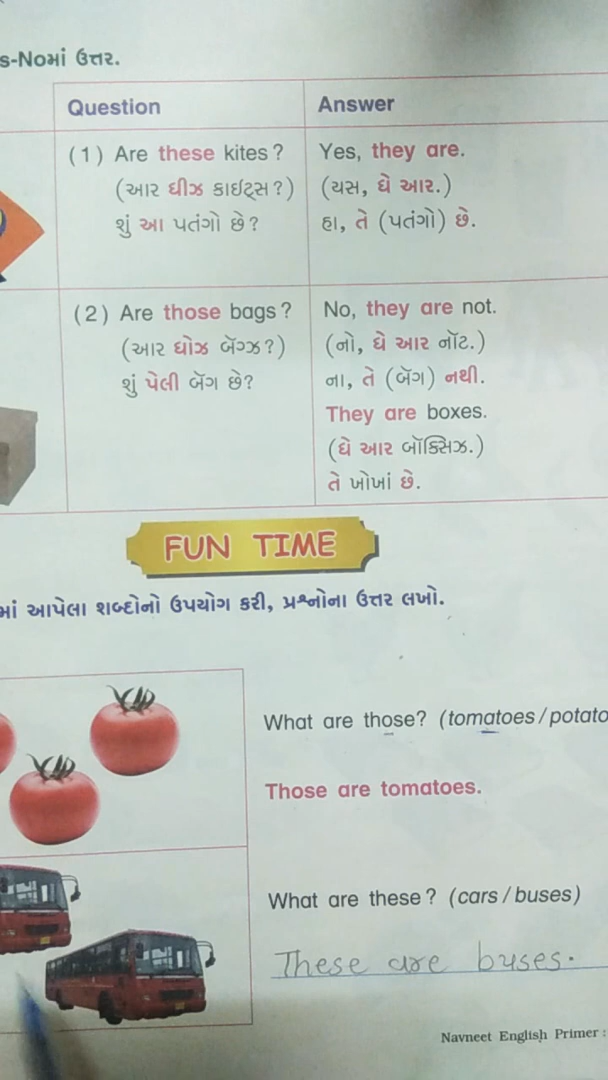 s-Noમાં ઉત્તર.
Question
Answer
(1) Are these kites?
(આર ધીઝ કાઈટ્સ?)
શું આ પતંગો છે?
Yes, they are.
(યસ, ધે આર.)
હા, તે (પતંગો) છે.
(2) Are those bags?
(આર ધોઝ બૅગ્ઝ?)
શું પેલી બૅગ છે?
No, they are not.
(નો, ધે આર નૉટ.)
ના, તે (બૅગ) નથી.
They are boxes.
(ધે આર બૉક્સિઝ.)
તે ખોખાં છે.
FUN TIME
માં આપેલા શબ્દોનો ઉપયોગ કરી, પ્રશ્નોના ઉત્તર લખો.
What are those? (tomatoes/potato
Those are tomatoes.
What are these? (cars/buses)
These are buses.
Navneet English Primer :